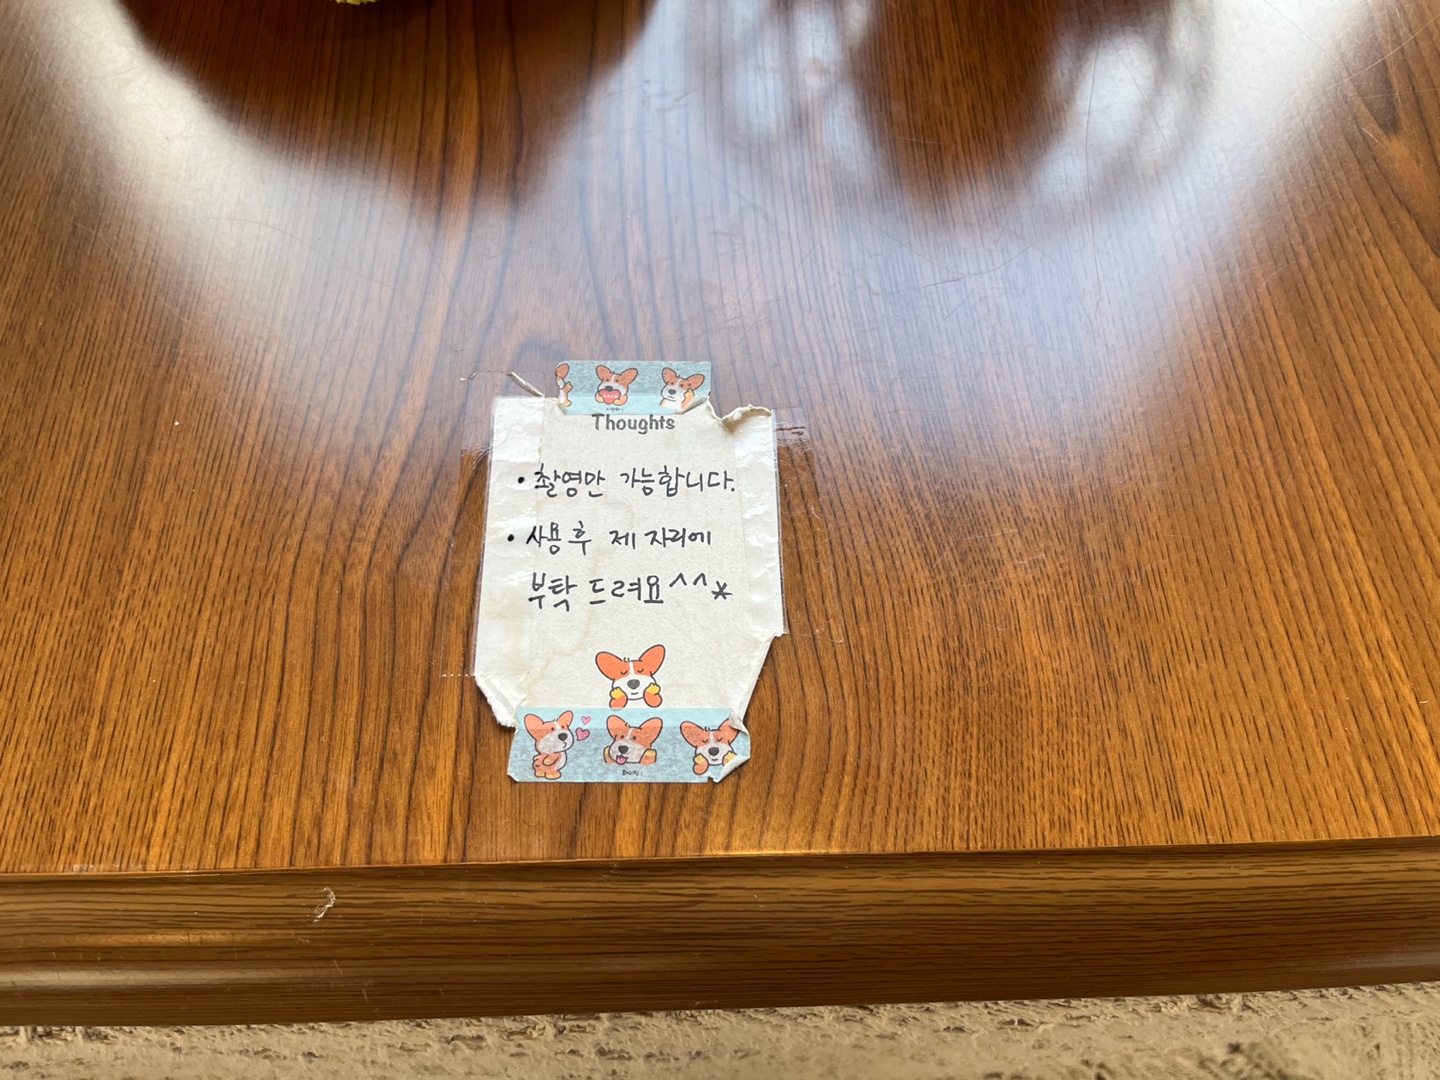 Thoughts
• 촬영만 가능합니다.
• 사용 후 제 자리에
부탁 드려요^^*